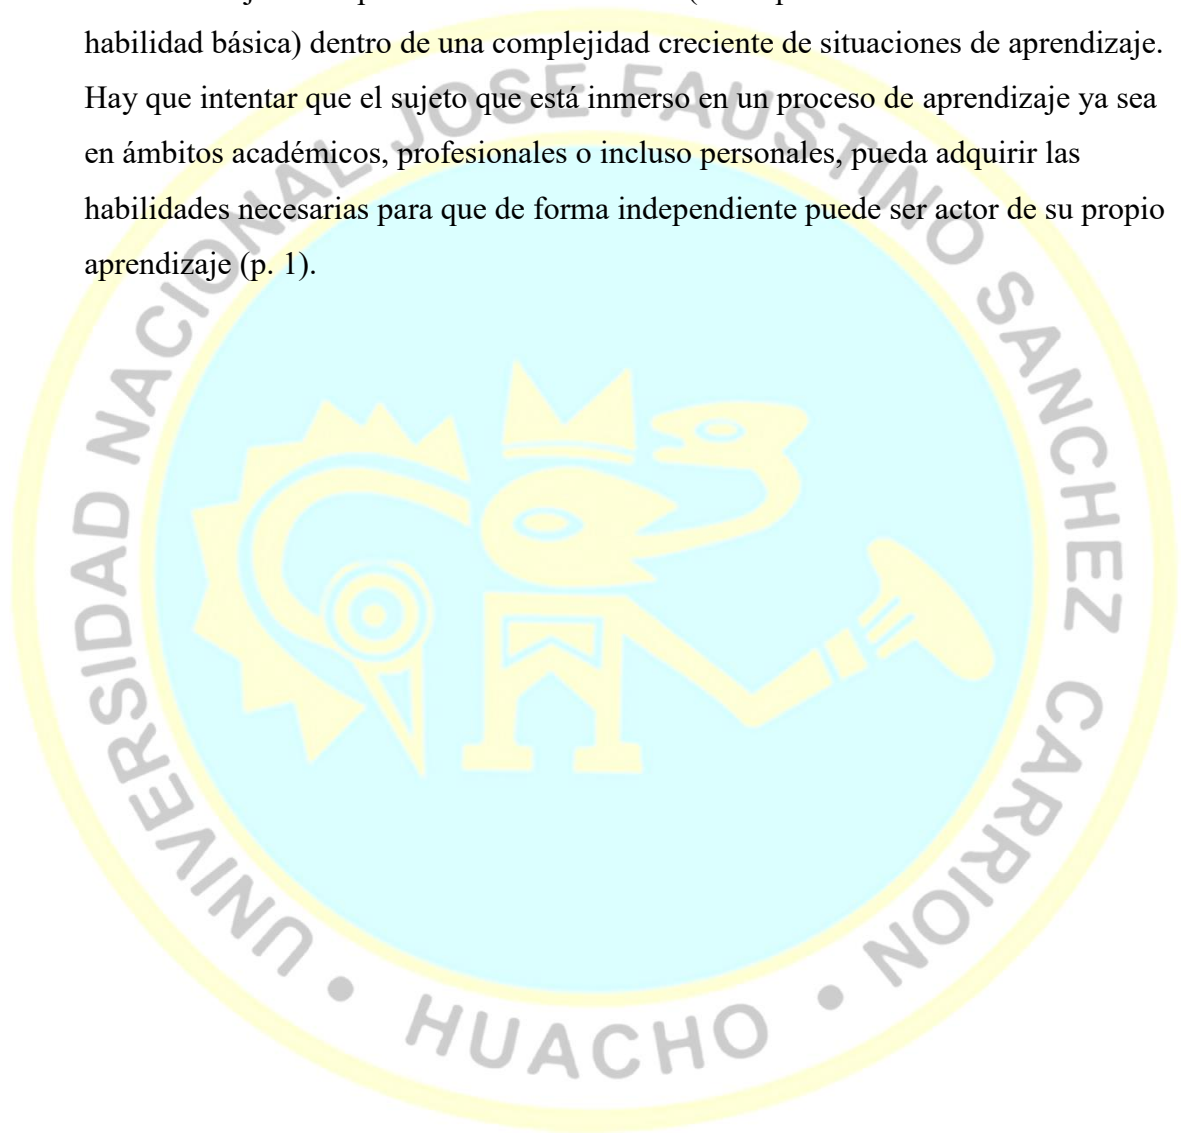 habilidad básica) dentro de una complejidad creciente de situaciones de aprendizaje.
Hay que intentar que el sujeto que está inmerso en un proceso de aprendizaje ya sea
en ámbitos académicos, profesionales o incluso personales, pueda adquirir las
habilidades necesarias para que de forma independiente puede ser actor de su propio
aprendizaje (p. 1).
UNIVERSIDAD NACIONAL JOSE FAUSTINO SANCHEZ CARRION • HUACHO •